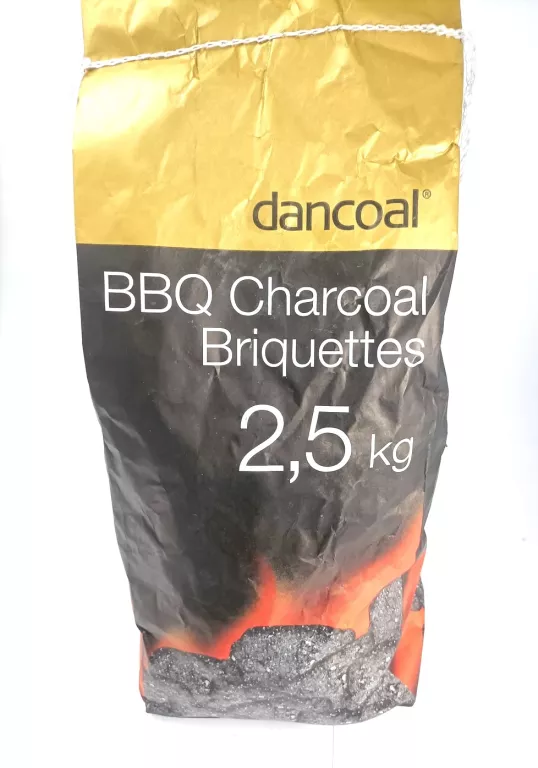 dancoal®
BBQ Charcoal
Briquettes
2,5 kg